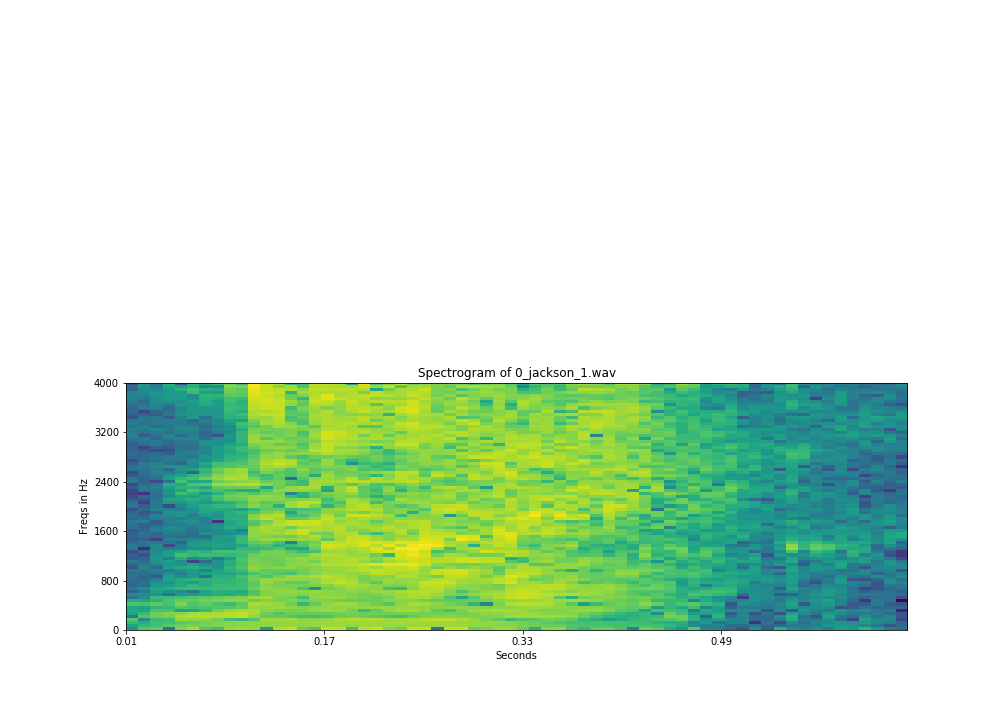 Spectrogram of 0_jackson_1.wav
4000
3200
2400
1600
800
0
Freqs in Hz
0.01 0.17 0.33 0.49
Seconds